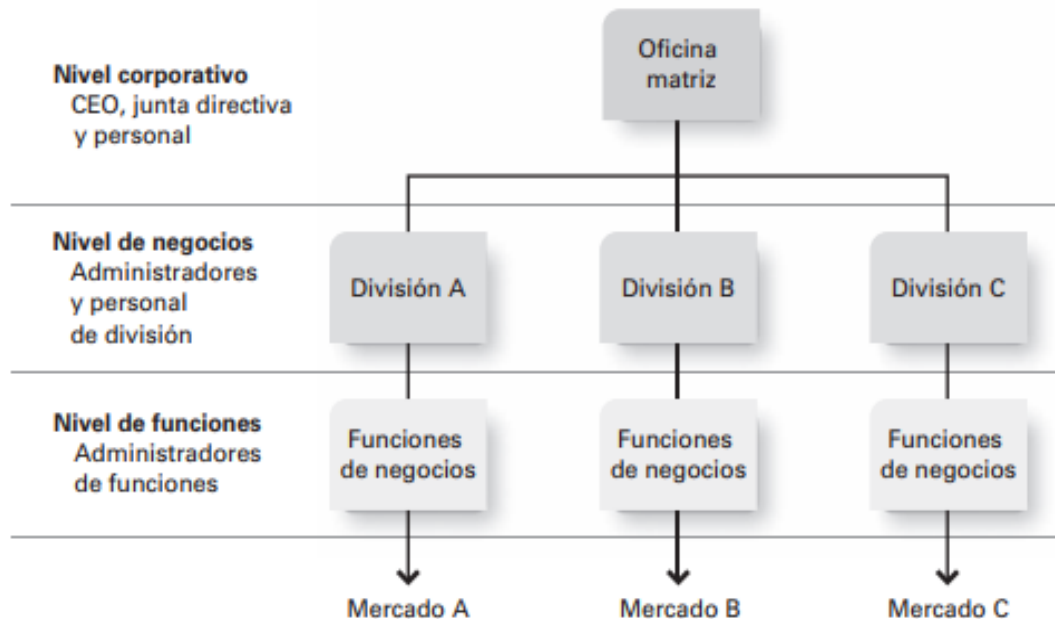 Oficina
matriz
Nivel corporativo
CEO, junta directiva
y personal
Nivel de negocios
Administradores
y personal
de división
División A
División B
División C
Nivel de funciones
Administradores
de funciones
Funciones
de negocios
Funciones
de negocios
Funciones
de negocios
Mercado A
Mercado B
Mercado C